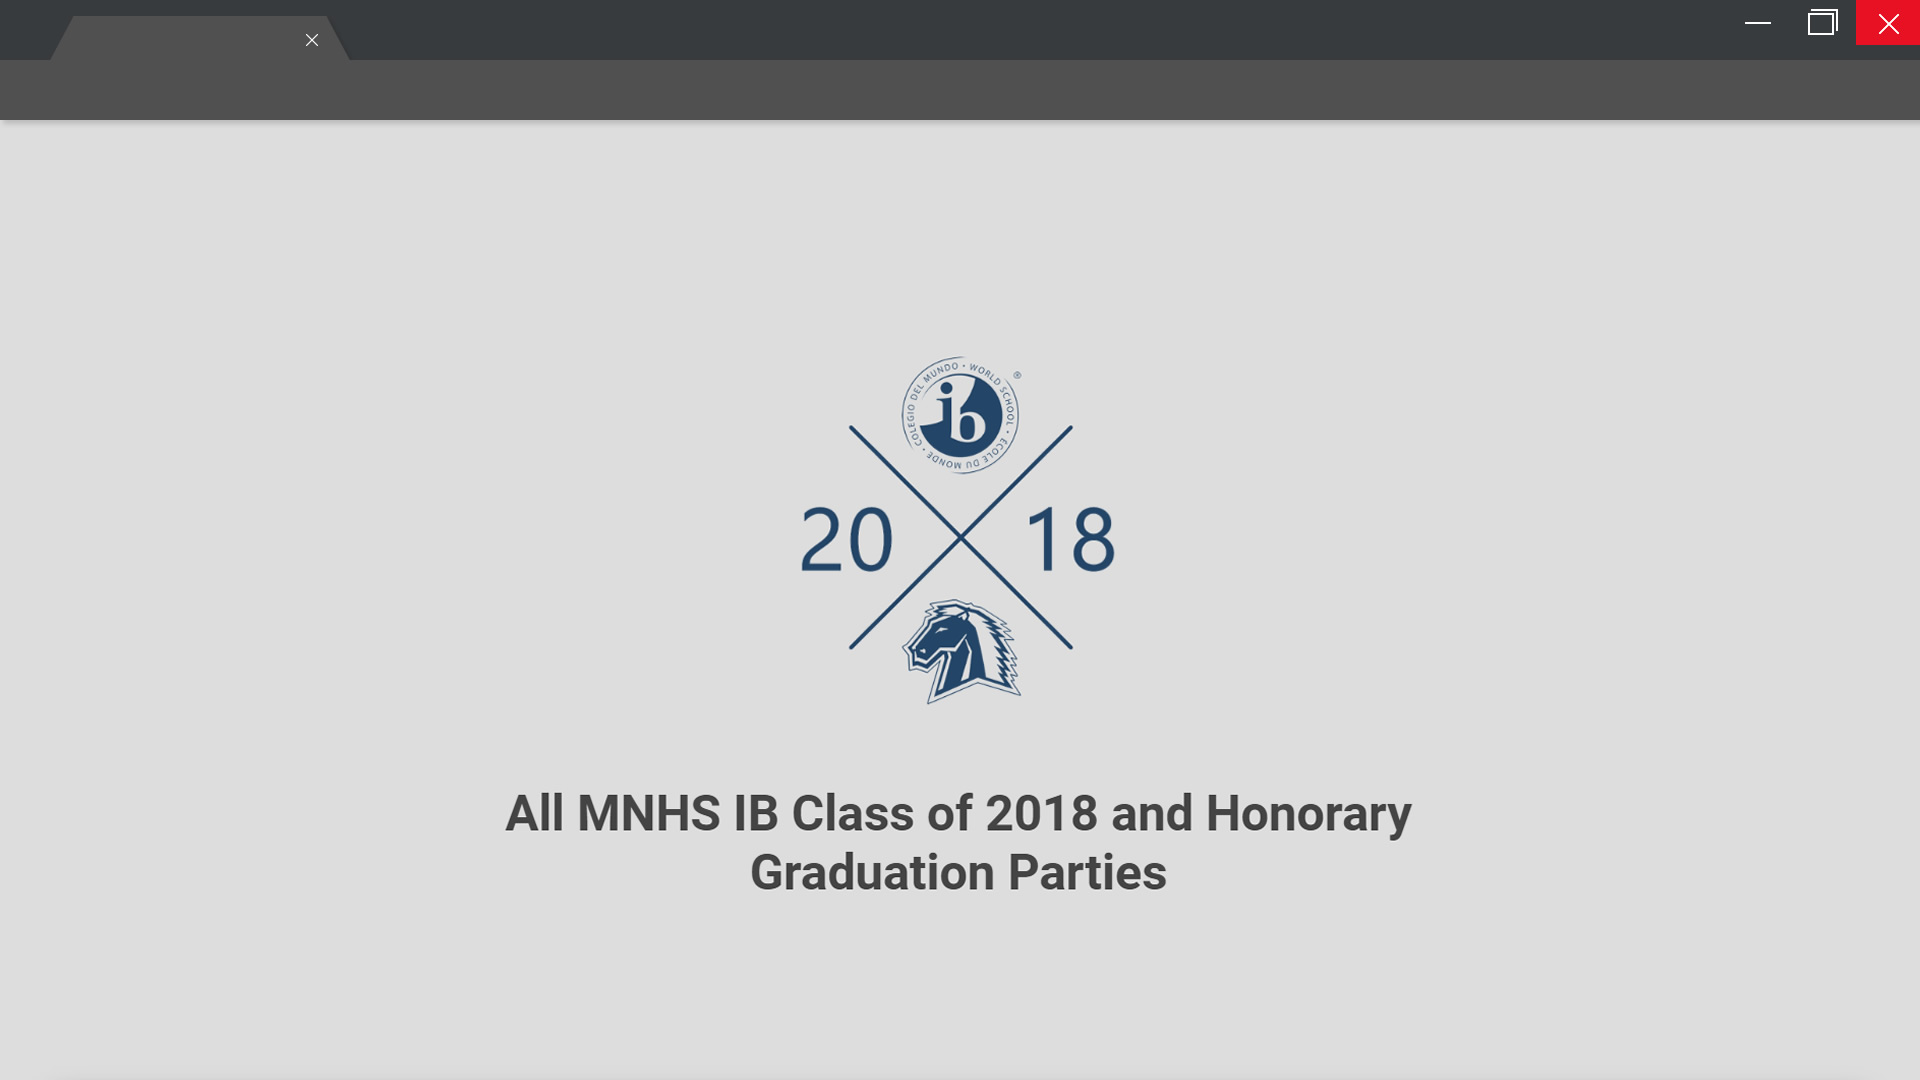 COLEGIO DEL MUNDO • WORLD SCHOOL • ÉCOLE DU MONDE •
®
ib
20 18
All MNHS IB Class of 2018 and Honorary
Graduation Parties